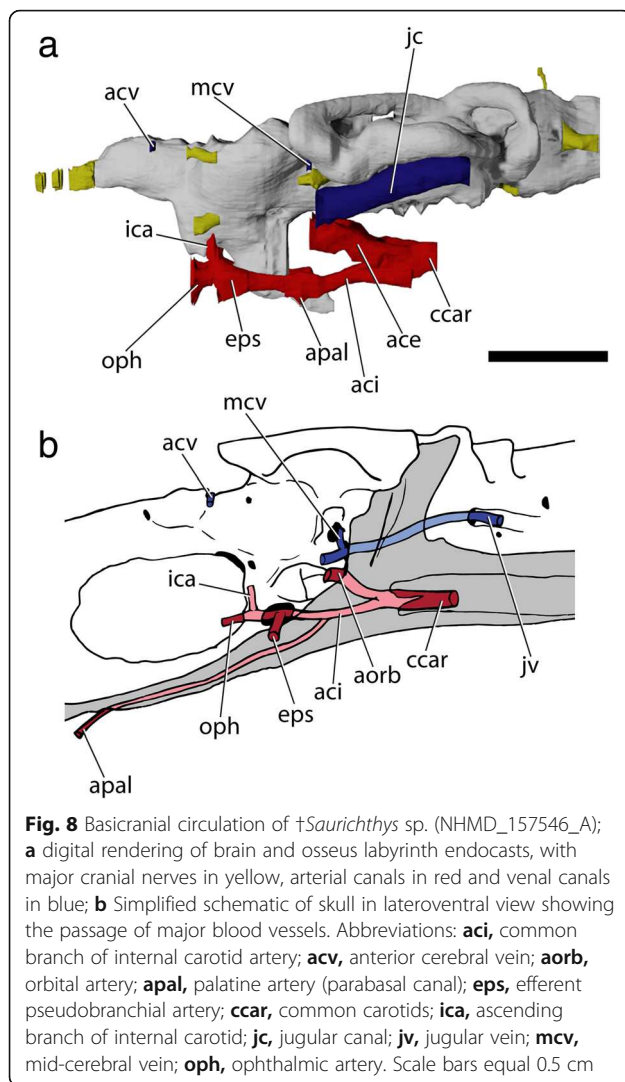 a
jc
acv
mcv
ica
oph
eps
apal
aci
ace
ccar
b
mcv
acv
ica
oph
eps
aci
aorb
ccar
jv
apal
Fig. 8 Basicranial circulation of †Saurichthys sp. (NHMD_157546_A);
a digital rendering of brain and osseus labyrinth endocasts, with
major cranial nerves in yellow, arterial canals in red and venal canals
in blue; b Simplified schematic of skull in lateroventral view showing
the passage of major blood vessels. Abbreviations: aci, common
branch of internal carotid artery; acv, anterior cerebral vein; aorb,
orbital artery; apal, palatine artery (parabasal canal); eps, efferent
pseudobranchial artery; ccar, common carotids; ica, ascending
branch of internal carotid; jc, jugular canal; jv, jugular vein; mcv,
mid-cerebral vein; oph, ophthalmic artery. Scale bars equal 0.5 cm